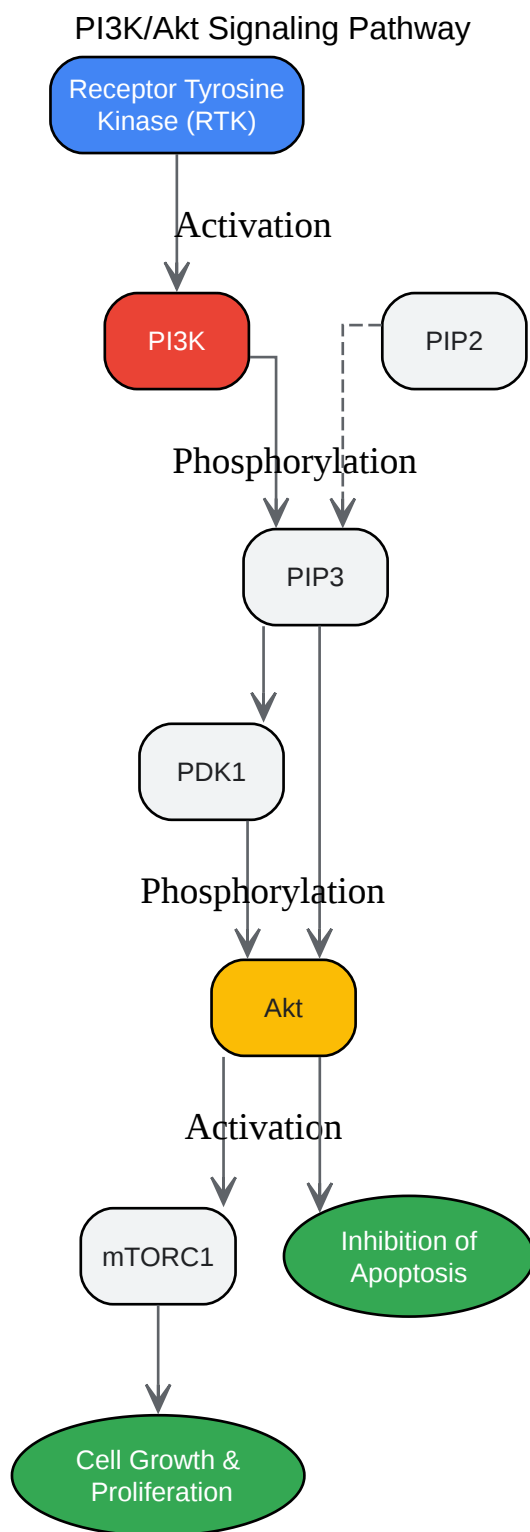 PI3K/Akt Signaling Pathway
Receptor Tyrosine
Kinase (RTK)
Activation
PI3K
PIP2
Phosphorylation
PIP3
PDK1
Phosphorylation
Akt
Activation
mTORC1
Inhibition of
Apoptosis
Cell Growth &
Proliferation